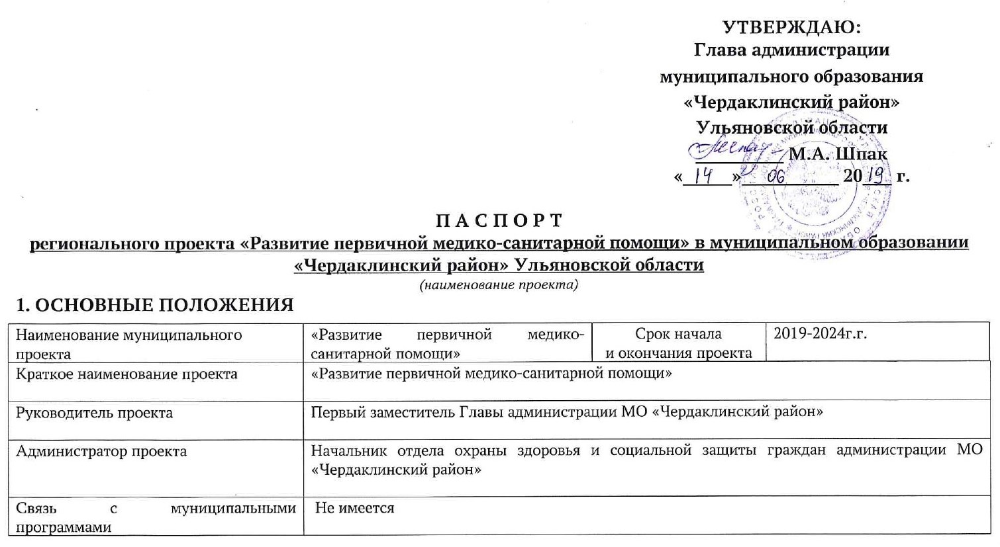 УТВЕРЖДАЮ:
Глава администрации
муниципального образования
«Чердаклинский район»
Ульяновской области
М.А. Шпак
«14» 06 2019 г.
П А С П О Р Т
регионального проекта «Развитие первичной медико-санитарной помощи» в муниципальном образовании
«Чердаклинский район» Ульяновской области
(наименование проекта)
1. ОСНОВНЫЕ ПОЛОЖЕНИЯ
Наименование муниципального
проекта
«Развитие первичной медико-
санитарной помощи»
Срок начала
и окончания проекта
2019-2024г.г.
Краткое наименование проекта
«Развитие первичной медико-санитарной помощи»
Руководитель проекта
Первый заместитель Главы администрации МО «Чердаклинский район»
Администратор проекта
Начальник отдела охраны здоровья и социальной защиты граждан администрации МО
«Чердаклинский район»
Связь с муниципальными
программами
Не имеется